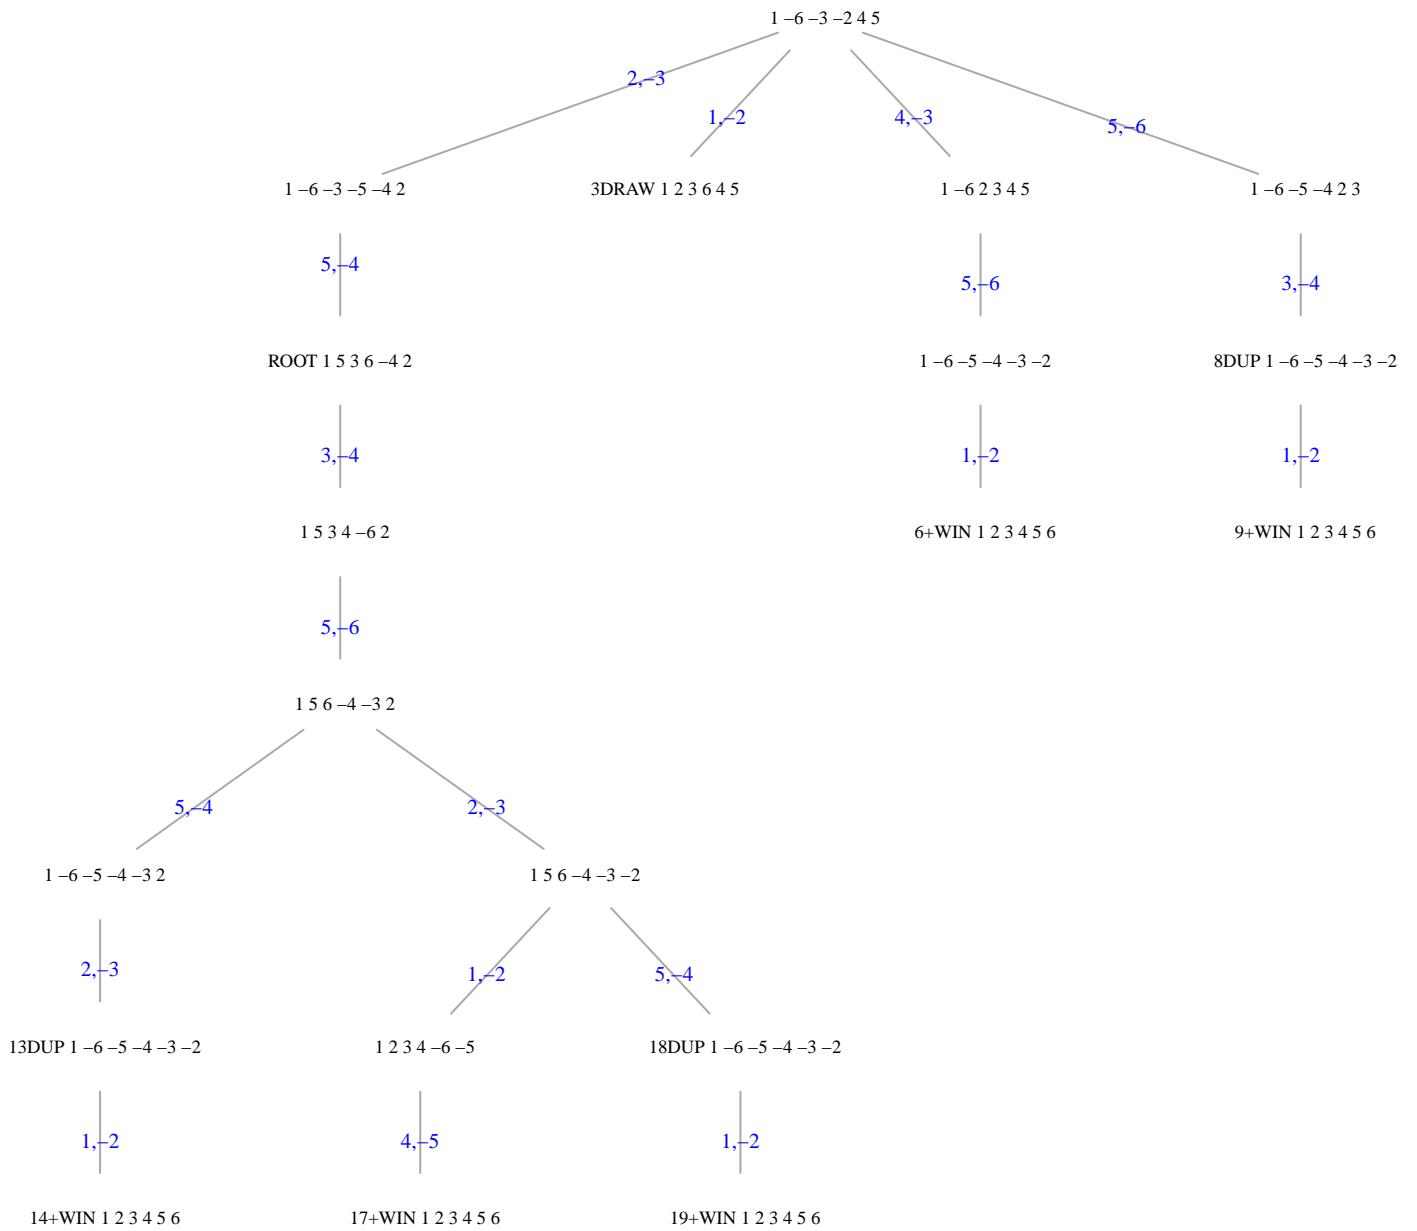 1 –6 –3 –2 4 5
2,–3
1,–2
4,–3
5,–6
1 –6 –3 –5 –4 2
3DRAW 1 2 3 6 4 5
1 –6 2 3 4 5
1 –6 –5 –4 2 3
5,–4
5,–6
3,–4
ROOT 1 5 3 6 –4 2
1 –6 –5 –4 –3 –2
8DUP 1 –6 –5 –4 –3 –2
3,–4
1,–2
1,–2
1 5 3 4 –6 2
6+WIN 1 2 3 4 5 6
9+WIN 1 2 3 4 5 6
5,–6
1 5 6 –4 –3 2
5,–4
2,–3
1 –6 –5 –4 –3 2
1 5 6 –4 –3 –2
2,–3
1,–2
5,–4
13DUP 1 –6 –5 –4 –3 –2
1 2 3 4 –6 –5
18DUP 1 –6 –5 –4 –3 –2
1,–2
4,–5
1,–2
14+WIN 1 2 3 4 5 6
17+WIN 1 2 3 4 5 6
19+WIN 1 2 3 4 5 6